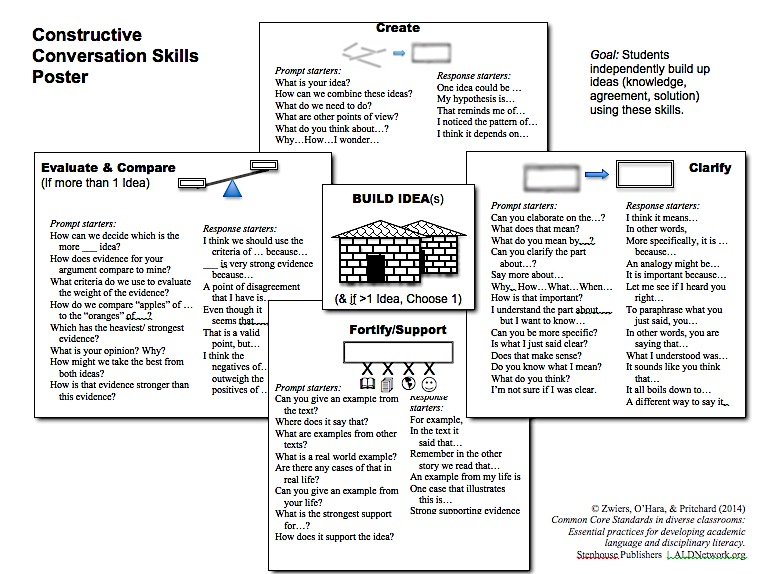 Constructive
Conversation Skills
Poster
Create
Prompt starters:
What is your idea?
How can we combine these ideas?
What do we need to do?
What are other points of view?
What do you think about…?
Why…How…I wonder…
Response starters:
One idea could be …
My hypothesis is…
That reminds me of…
I noticed the pattern of…
I think it depends on…
Goal: Students
independently build up
ideas (knowledge,
agreement, solution)
using these skills.
Evaluate & Compare
(If more than 1 Idea)
Prompt starters:
How can we decide which is the
more ___ idea?
How does evidence for your
argument compare to mine?
What criteria do we use to evaluate
the weight of the evidence?
How do we compare “apples” of …
to the “oranges” of…?
Which has the heaviest/ strongest
evidence?
What is your opinion? Why?
How might we take the best from
both ideas?
How is that evidence stronger than
this evidence?
Response starters:
I think we should use the
criteria of … because…
___ is very strong evidence
because…
A point of disagreement
that I have is…
Even though it
seems that…
That is a valid
point, but…
I think the
negatives of…
outweigh the
positives of …
BUILD IDEA(s)
(& if >1 Idea, Choose 1)
Clarify
Prompt starters:
Can you elaborate on the…?
What does that mean?
What do you mean by…?
Can you clarify the part
about…?
Say more about…
Why… How…What…When…
How is that important?
I understand the part about…,
but I want to know…
Can you be more specific?
Is what I just said clear?
Does that make sense?
Do you know what I mean?
What do you think?
I’m not sure if I was clear.
Response starters:
I think it means…
In other words,
More specifically, it is …
because…
An analogy might be…
It is important because…
Let me see if I heard you
right…
To paraphrase what you
just said, you…
In other words, you are
saying that…
What I understood was…
It sounds like you think
that…
It all boils down to…
A different way to say it…
Fortify/Support
X X X X
Prompt starters:
Can you give an example from
the text?
Where does it say that?
What are examples from other
texts?
What is a real world example?
Are there any cases of that in
real life?
Can you give an example from
your life?
What is the strongest support
for…?
How does it support the idea?
Response
starters:
For example,
In the text it
said that…
Remember in the other
story we read that…
An example from my life is
One case that illustrates
this is…
Strong supporting evidence
© Zwiers, O’Hara, & Pritchard (2014)
Common Core Standards in diverse classrooms:
Essential practices for developing academic
language and disciplinary literacy.
Stenhouse Publishers | ALDNetwork.org